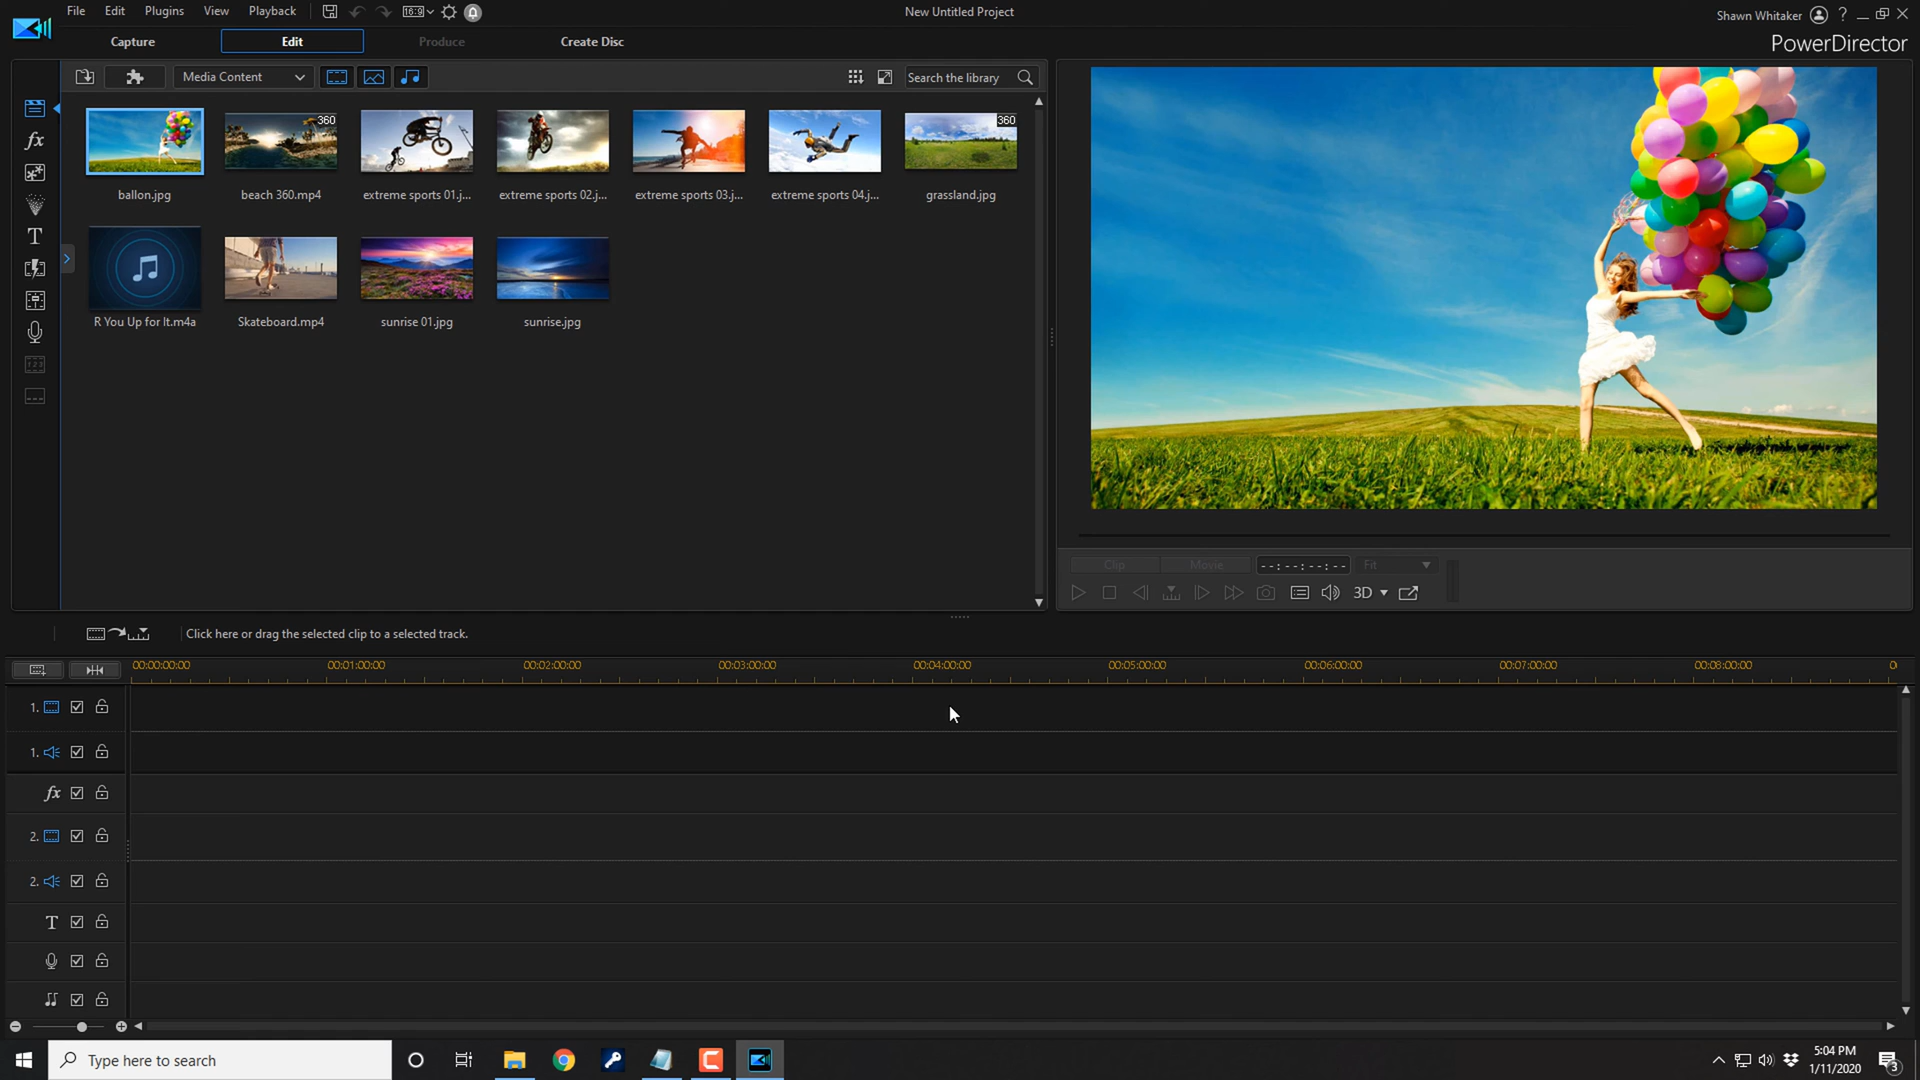 File Edit Plugins View Playback
16:9
New Untitled Project
Shawn Whitaker
?
Capture Edit Produce Create Disc
PowerDirector
Media Content
Search the library
360
360
ballon.jpg
beach 360.mp4
extreme sports 01.j...
extreme sports 02.j...
extreme sports 03.j...
extreme sports 04.j...
grassland.jpg
fx
T
R You Up for It.m4a
Skateboard.mp4
sunrise 01.jpg
sunrise.jpg
Clip Movie --:--:--:-- Fit
3D
Click here or drag the selected clip to a selected track.
00:00:00:00 00:01:00:00 00:02:00:00 00:03:00:00 00:04:00:00 00:05:00:00 00:06:00:00 00:07:00:00 00:08:00:00
1.
1.
fx
2.
2.
T
Type here to search
5:04 PM
1/11/2020
3